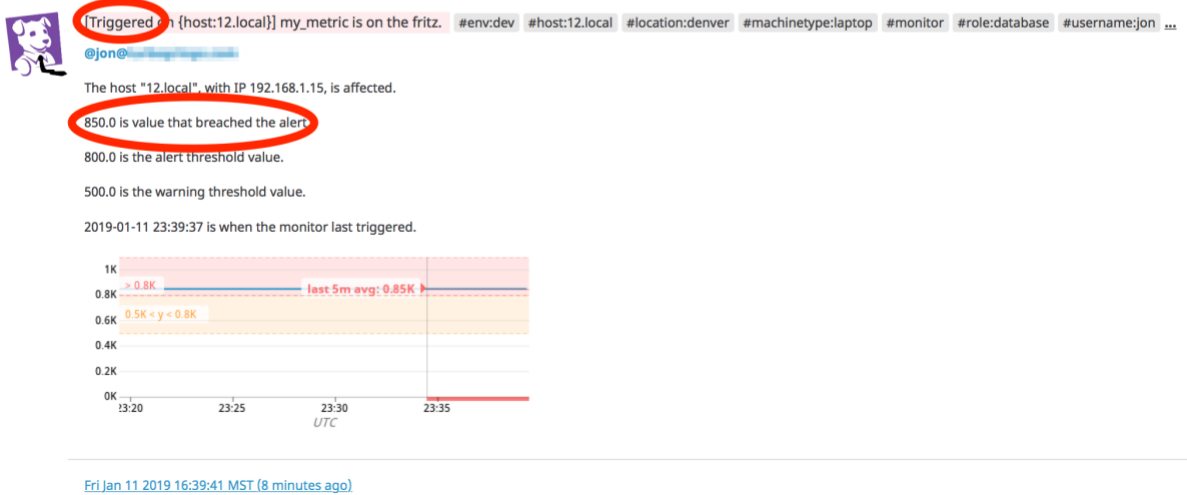 [Triggered on {host:12.local}] my_metric is on the fritz. #env:dev #host:12.local #location:denver #machinetype:laptop #monitor #role:database #username:jon ...
@jon@
The host "12.local", with IP 192.168.1.15, is affected.
850.0 is value that breached the alert
800.0 is the alert threshold value.
500.0 is the warning threshold value.
2019-01-11 23:39:37 is when the monitor last triggered.
1K
> 0.8K
last 5m avg: 0.85K
0.8K
0.5K < y < 0.8K
0.6K
0.4K
0.2K
0K
23:20 23:25 23:30 23:35
UTC
Fri Jan 11 2019 16:39:41 MST (8 minutes ago)